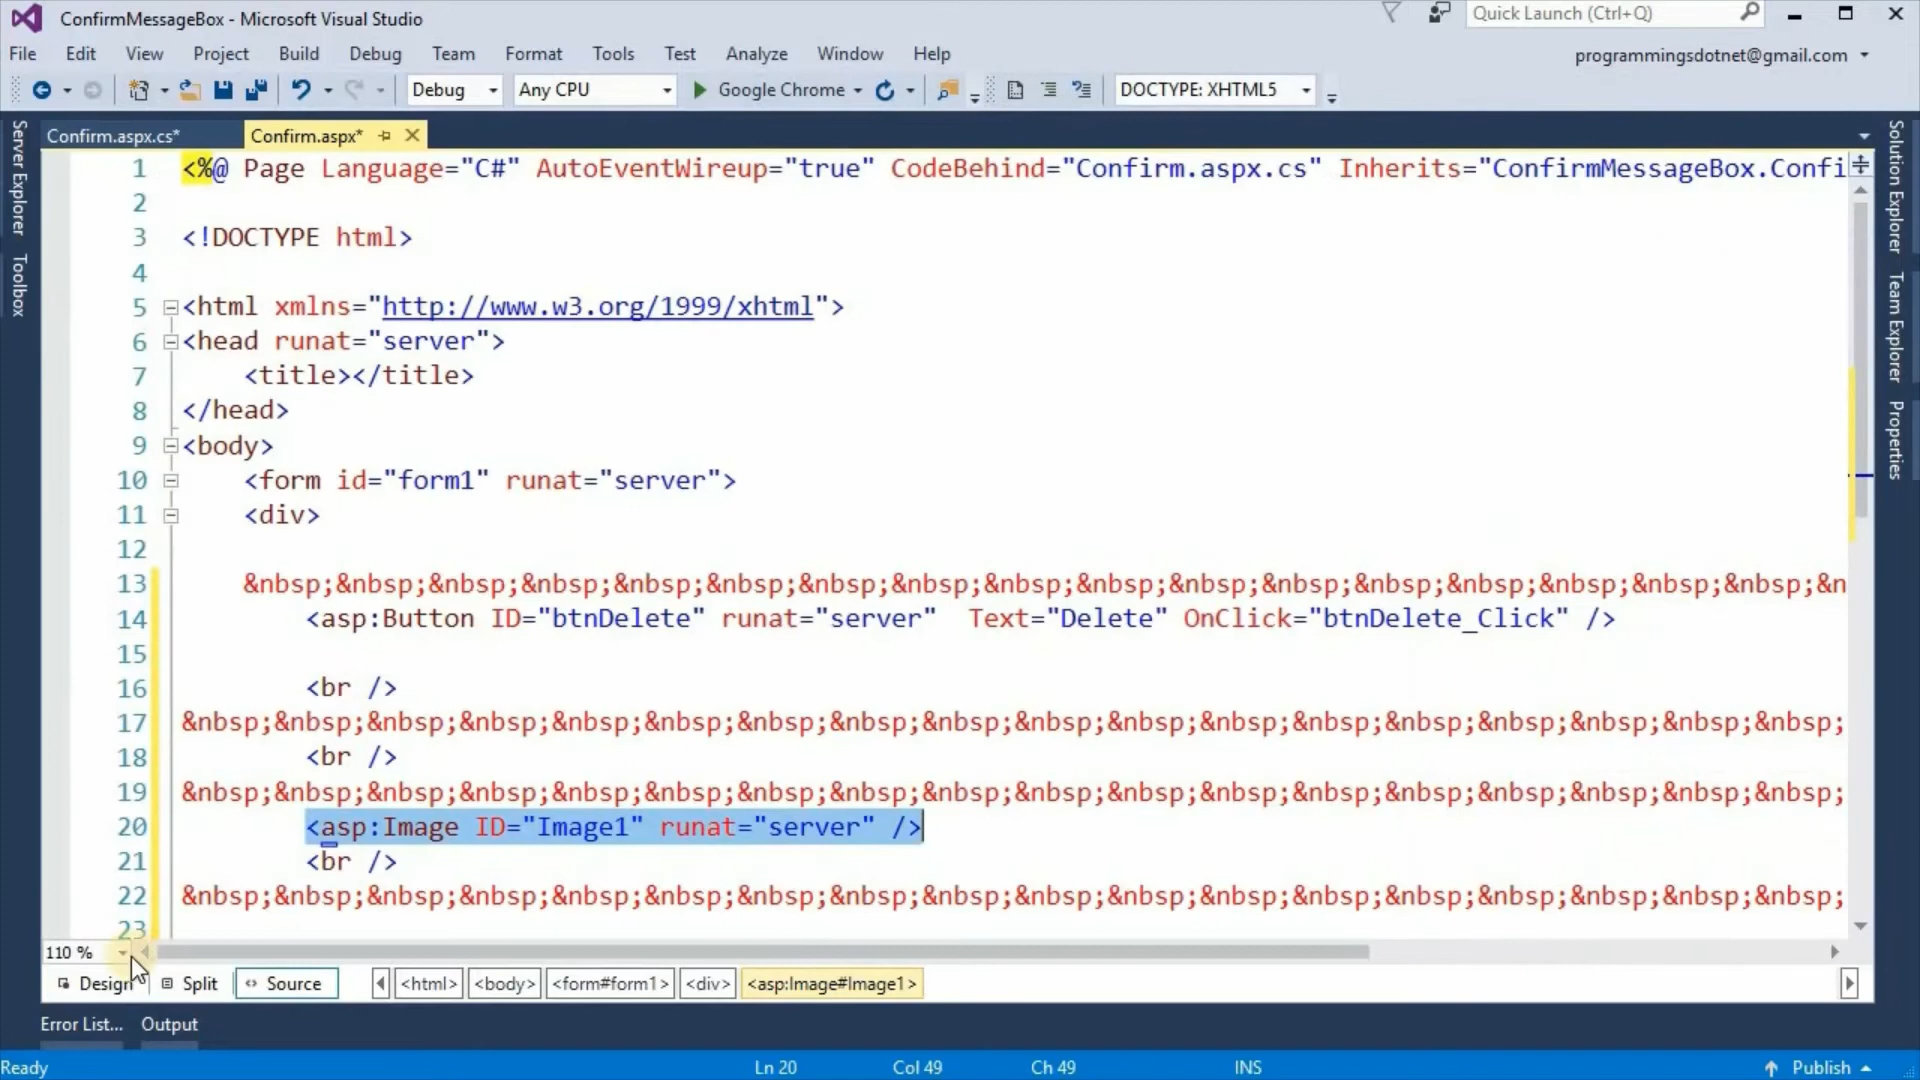 ConfirmMessageBox - Microsoft Visual Studio
Quick Launch (Ctrl+Q)
File Edit View Project Build Debug Team Format Tools Test Analyze Window Help
programmingsdotnet@gmail.com
Debug Any CPU Google Chrome DOCTYPE: XHTML5
Server Explorer
Toolbox
Confirm.aspx.cs* Confirm.aspx*
1 <%@ Page Language="C#" AutoEventWireup="true" CodeBehind="Confirm.aspx.cs" Inherits="ConfirmMessageBox.Confi
2
3 <!DOCTYPE html>
4
5 <html xmlns="http://www.w3.org/1999/xhtml">
6 <head runat="server">
7 <title></title>
8 </head>
9 <body>
10 <form id="form1" runat="server">
11 <div>
12
13 &nbsp;&nbsp;&nbsp;&nbsp;&nbsp;&nbsp;&nbsp;&nbsp;&nbsp;&nbsp;&nbsp;&nbsp;&nbsp;&nbsp;&nbsp;&nbsp;&nbsp;&n
14 <asp:Button ID="btnDelete" runat="server" Text="Delete" OnClick="btnDelete_Click" />
15
16 <br />
17 &nbsp;&nbsp;&nbsp;&nbsp;&nbsp;&nbsp;&nbsp;&nbsp;&nbsp;&nbsp;&nbsp;&nbsp;&nbsp;&nbsp;&nbsp;&nbsp;&nbsp;&nbsp;
18 <br />
19 &nbsp;&nbsp;&nbsp;&nbsp;&nbsp;&nbsp;&nbsp;&nbsp;&nbsp;&nbsp;&nbsp;&nbsp;&nbsp;&nbsp;&nbsp;&nbsp;&nbsp;&nbsp;
20 <asp:Image ID="Image1" runat="server" />
21 <br />
22 &nbsp;&nbsp;&nbsp;&nbsp;&nbsp;&nbsp;&nbsp;&nbsp;&nbsp;&nbsp;&nbsp;&nbsp;&nbsp;&nbsp;&nbsp;&nbsp;&nbsp;&nbsp;
23
Solution Explorer
Team Explorer
Properties
110 %
Design Split Source <html> <body> <form#form1> <div> <asp:Image#Image1>
Error List... Output
Ready Ln 20 Col 49 Ch 49 INS Publish